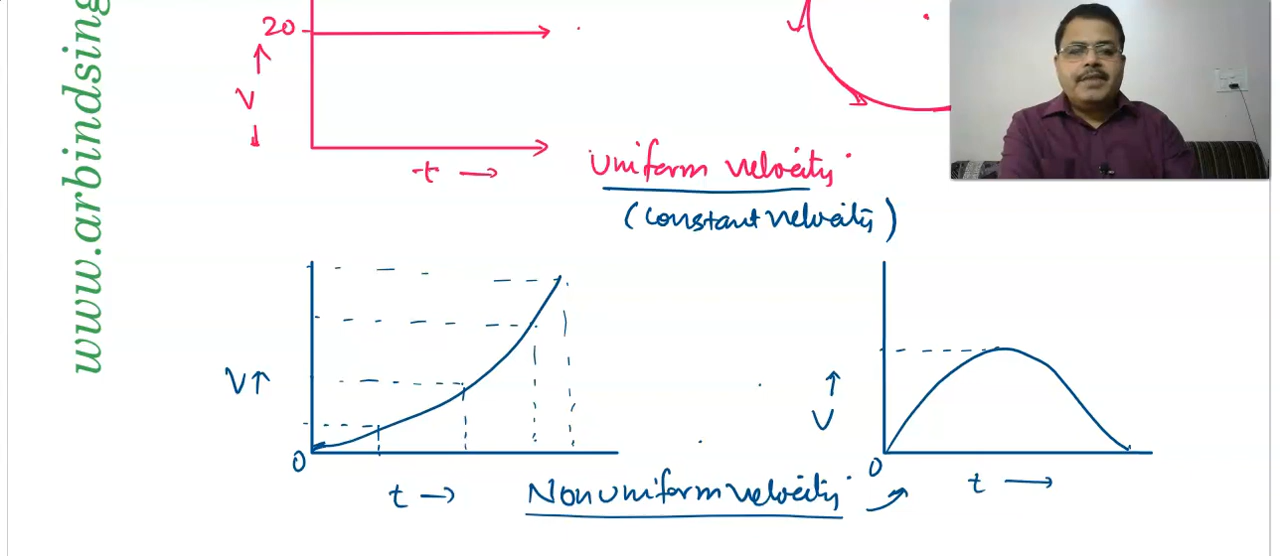 www.arbindsing
20
V
t
Uniform velocity
(Constant velocity)
V
0
t
V
0
t
Nonuniform velocity